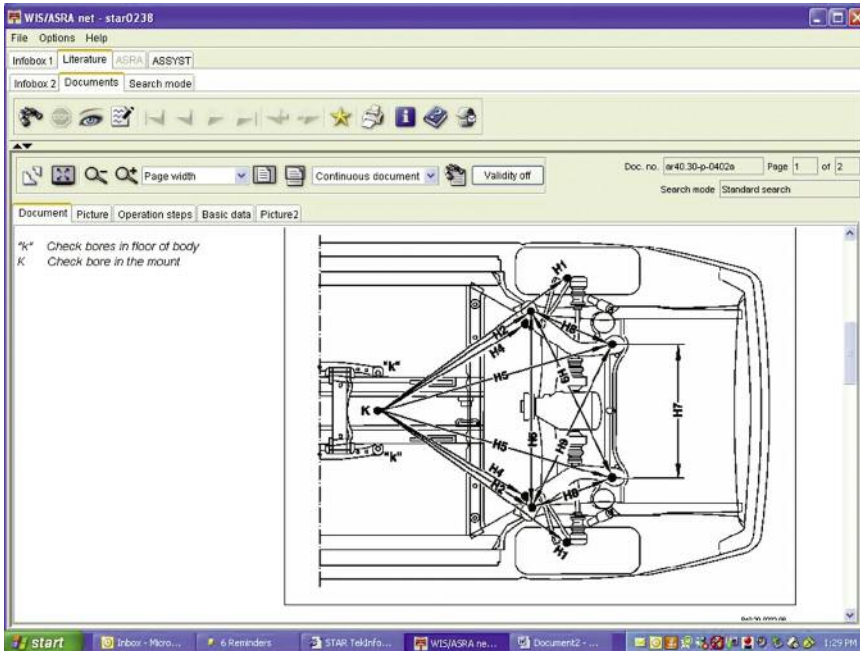 WIS/ASRA net - star0238
File Options Help
Infobox 1 Literature ASRA ASSYST
Infobox 2 Documents Search mode
Page width Continuous document Validity off
Doc. no. ar40.30-p-0402a Page 1 of 2
Search mode Standard search
Document Picture Operation steps Basic data Picture2
"k" Check bores in floor of body
K Check bore in the mount
H1
H2
H4
H8
"k"
H5
H9
K
H6
H7
H5
H9
"k"
H4
H2
H8
H1
start Inbox - Micro... 6 Reminders STAR TekInfo... WIS/ASRA ne... Document2 - ... 1:29 PM